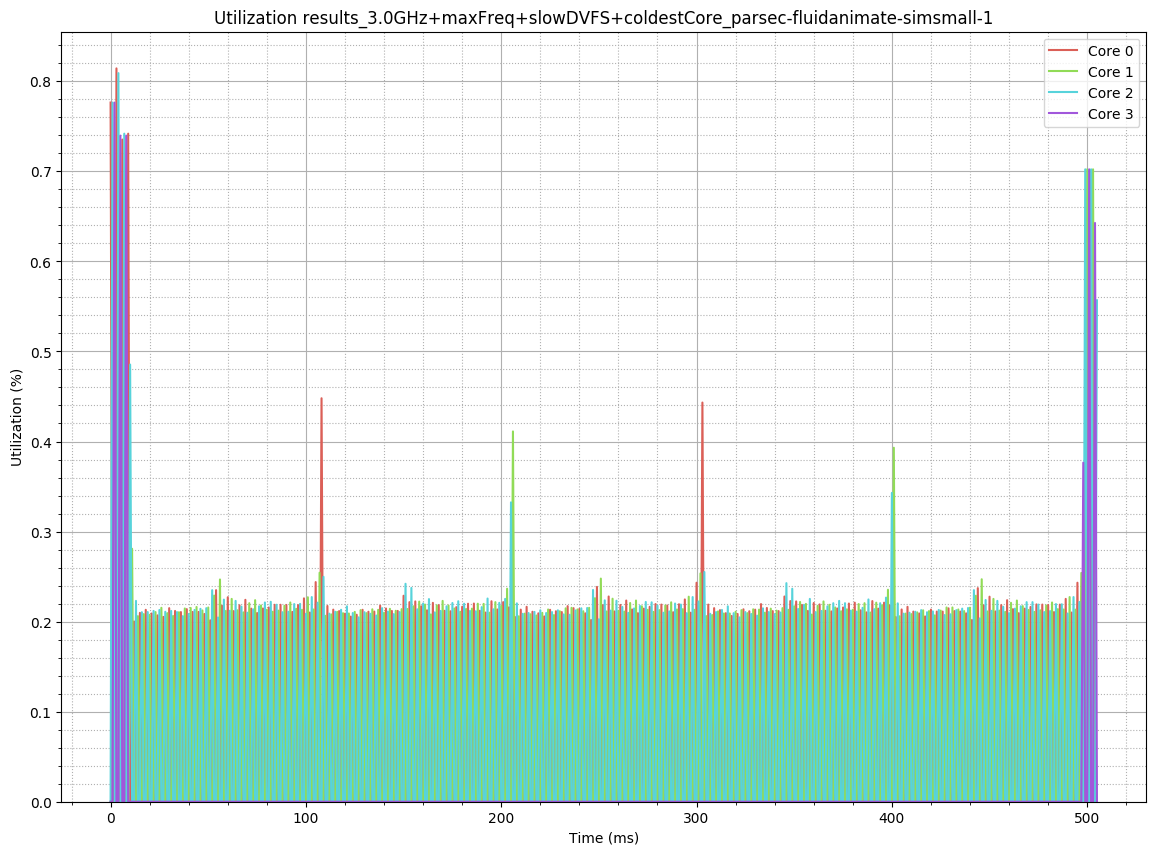 Utilization results_3.0GHz+maxFreq+slowDVFS+coldestCore_parsec-fluidanimate-simsmall-1
Core 0
Core 1
Core 2
Core 3
Utilization (%)
0.8
0.7
0.6
0.5
0.4
0.3
0.2
0.1
0.0
0 100 200 300 400 500
Time (ms)